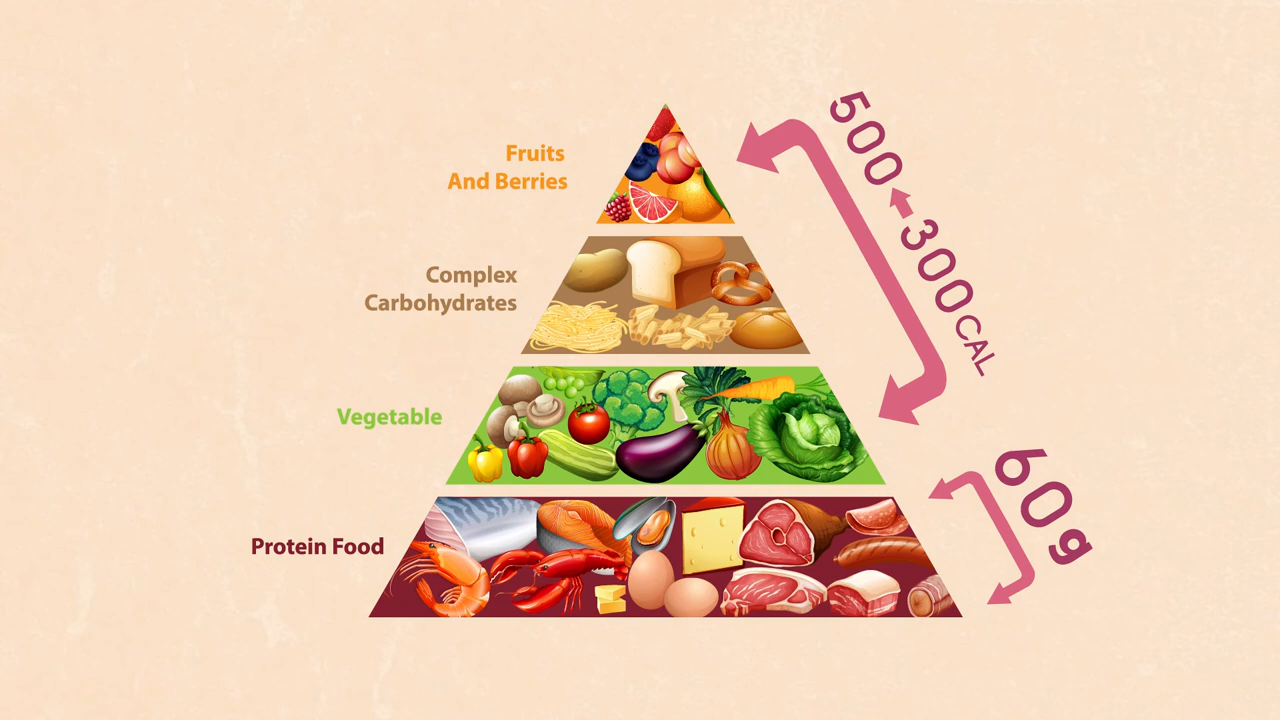 Fruits
And Berries
Complex
Carbohydrates
Vegetable
Protein Food
500
300CAL
60g